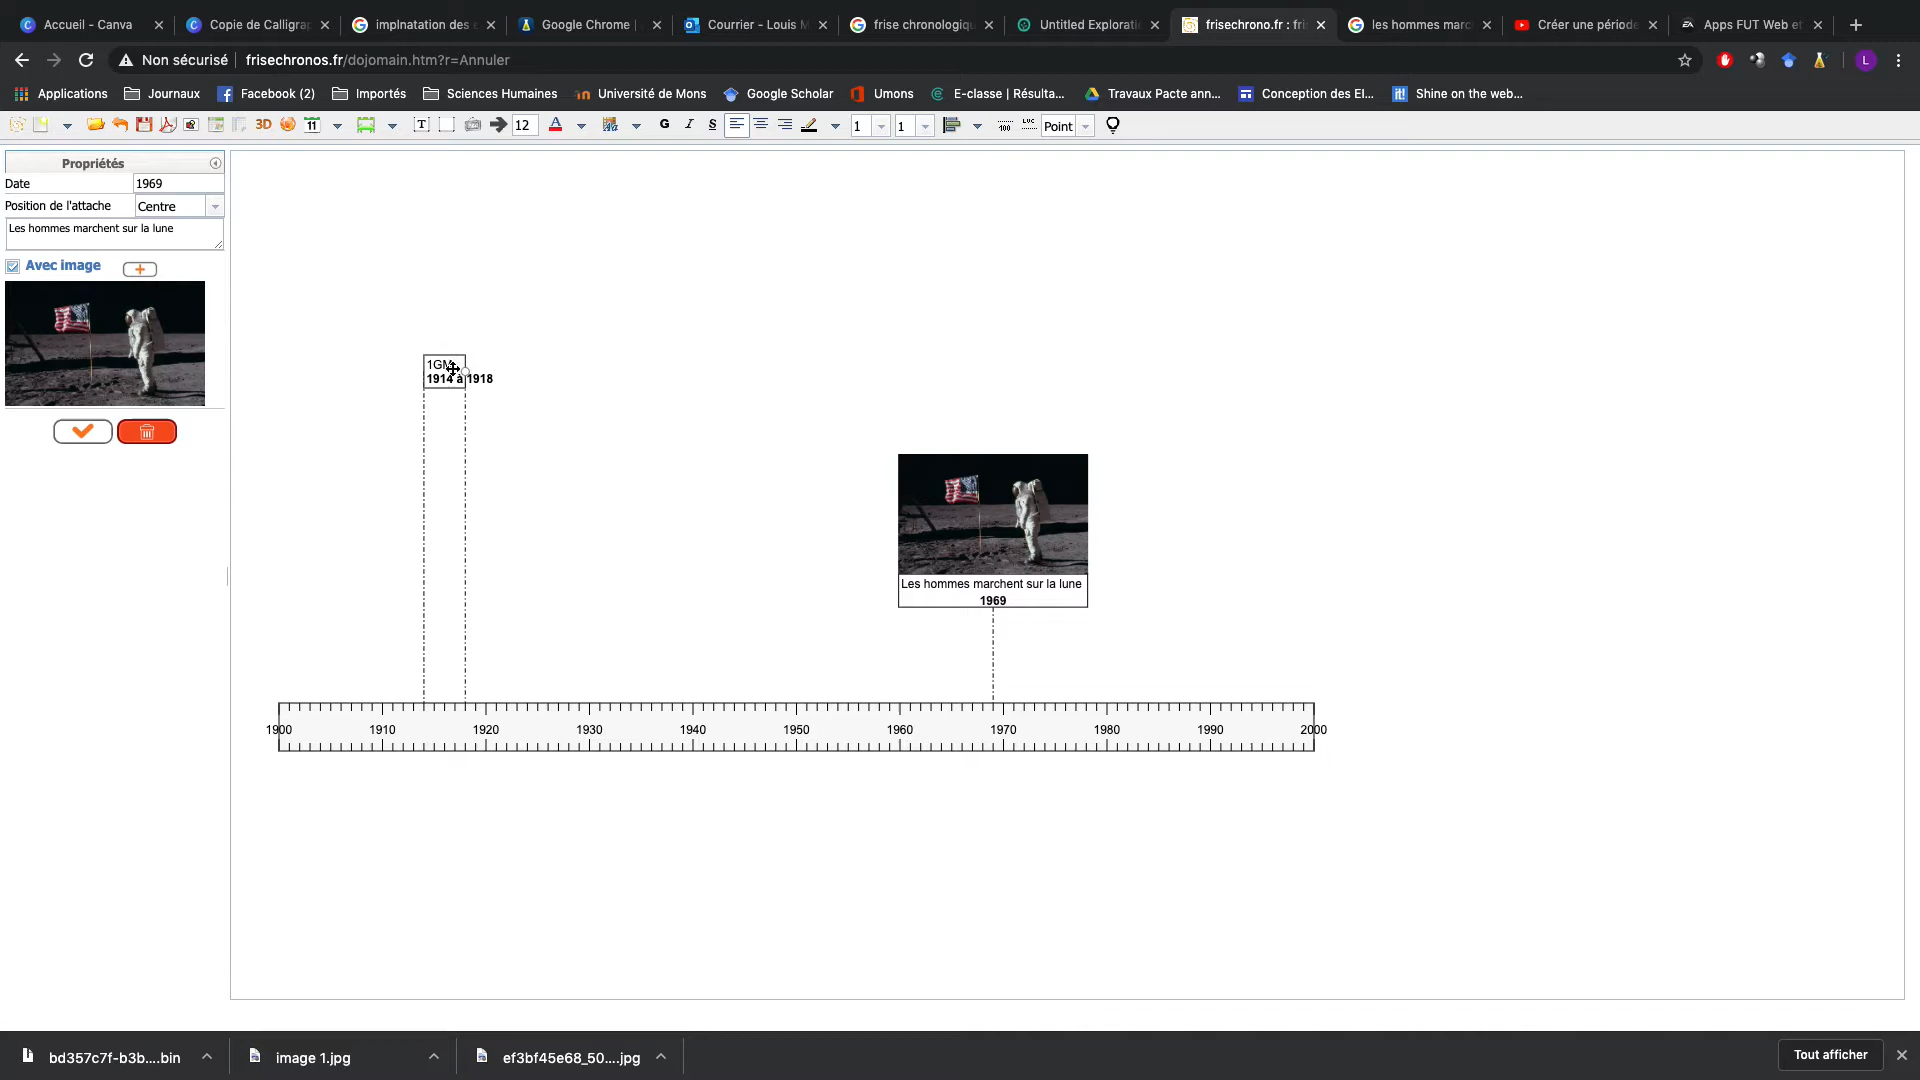 Accueil - Canva
Copie de Calligra
implnatation des e
Google Chrome |
Courrier - Louis M
frise chronologiqu
Untitled Explorati
frisechrono.fr : fri
les hommes marc
Créer une période
Apps FUT Web et
Non sécurisé
frisechronos.fr/dojomain.htm?r=Annuler
L
Applications
Journaux
Facebook (2)
Importés
Sciences Humaines
Université de Mons
Google Scholar
Umons
E-classe | Résulta...
Travaux Pacte ann...
Conception des El...
Shine on the web...
3D
11
T
12
A
G
I
S
1
1
100
Point
Propriétés
Date
1969
Position de l'attache
Centre
Les hommes marchent sur la lune
Avec image
1GM
1914 à 1918
Les hommes marchent sur la lune
1969
1900
1910
1920
1930
1940
1950
1960
1970
1980
1990
2000
bd357c7f-b3b....bin
image 1.jpg
ef3bf45e68_50....jpg
Tout afficher